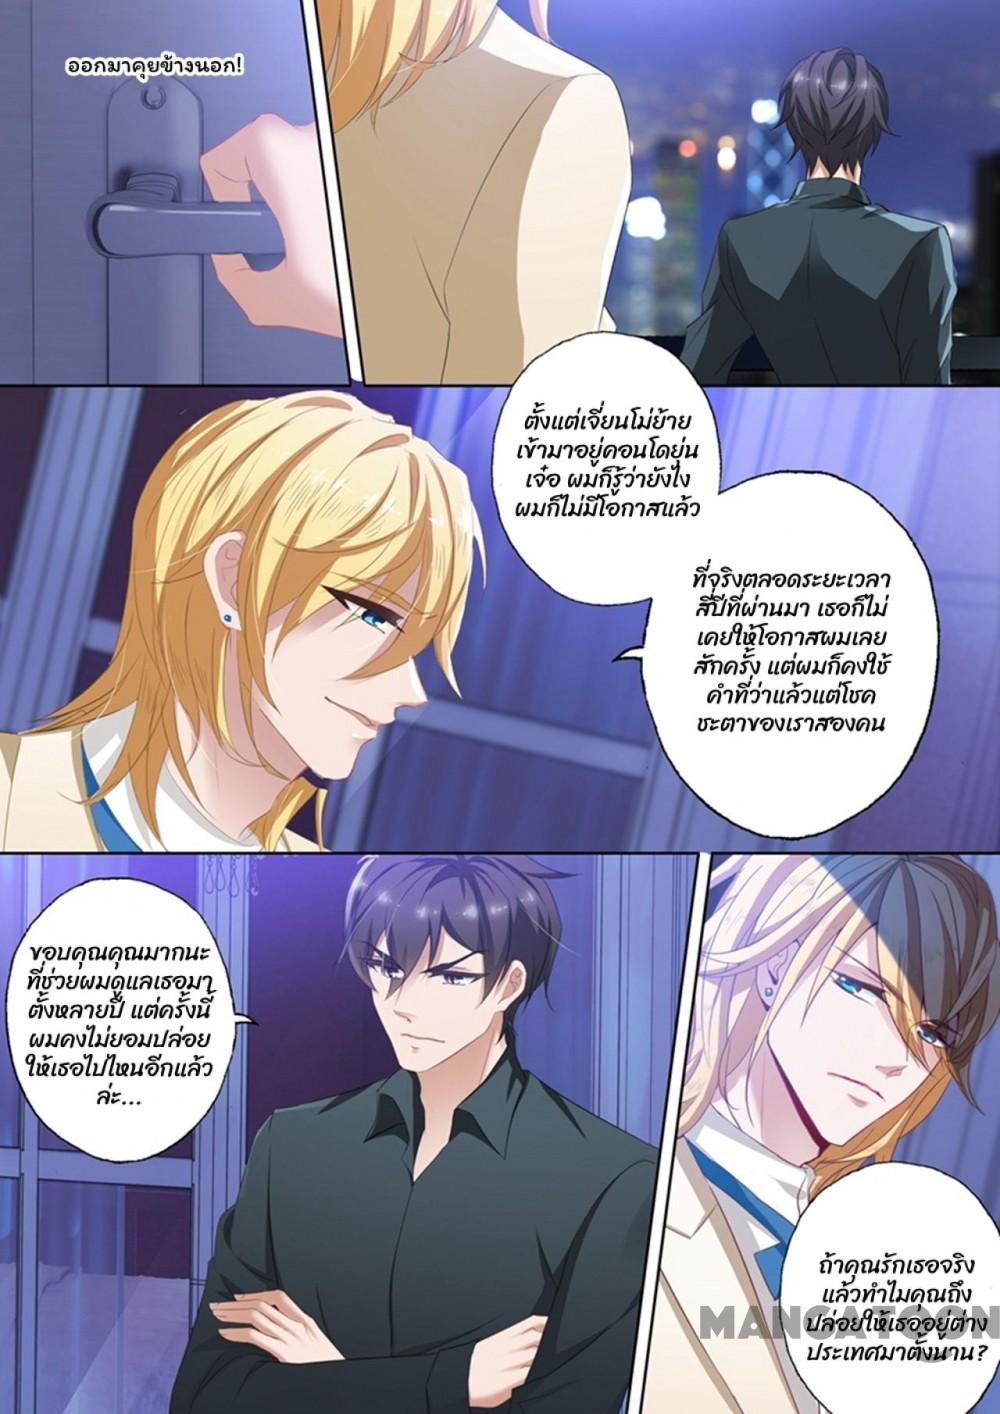 ออกมาคุยข้างนอก!
ตั้งแต่เจี่ยนโม่ย้าย
เข้ามาอยู่คอนโดยุ่น
เจ๋อ ผมก็รู้ว่ายังไง
ผมก็ไม่มีโอกาสแล้ว
ที่จริงตลอดระยะเวลา
สี่ปีที่ผ่านมา เธอก็ไม่
เคยให้โอกาสผมเลย
สักครั้ง แต่ผมก็คงใช้
คำที่ว่าแล้วแต่โชค
ชะตาของเราสองคน
ขอบคุณคุณมากนะ
ที่ช่วยผมดูแลเธอมา
ตั้งหลายปี แต่ครั้งนี้
ผมคงไม่ยอมปล่อย
ให้เธอไปไหนอีกแล้ว
ล่ะ...
ถ้าคุณรักเธอจริง
แล้วทำไมคุณถึง
ปล่อยให้เธออยู่ต่าง
ประเทศมาตั้งนาน?
MANGATOON